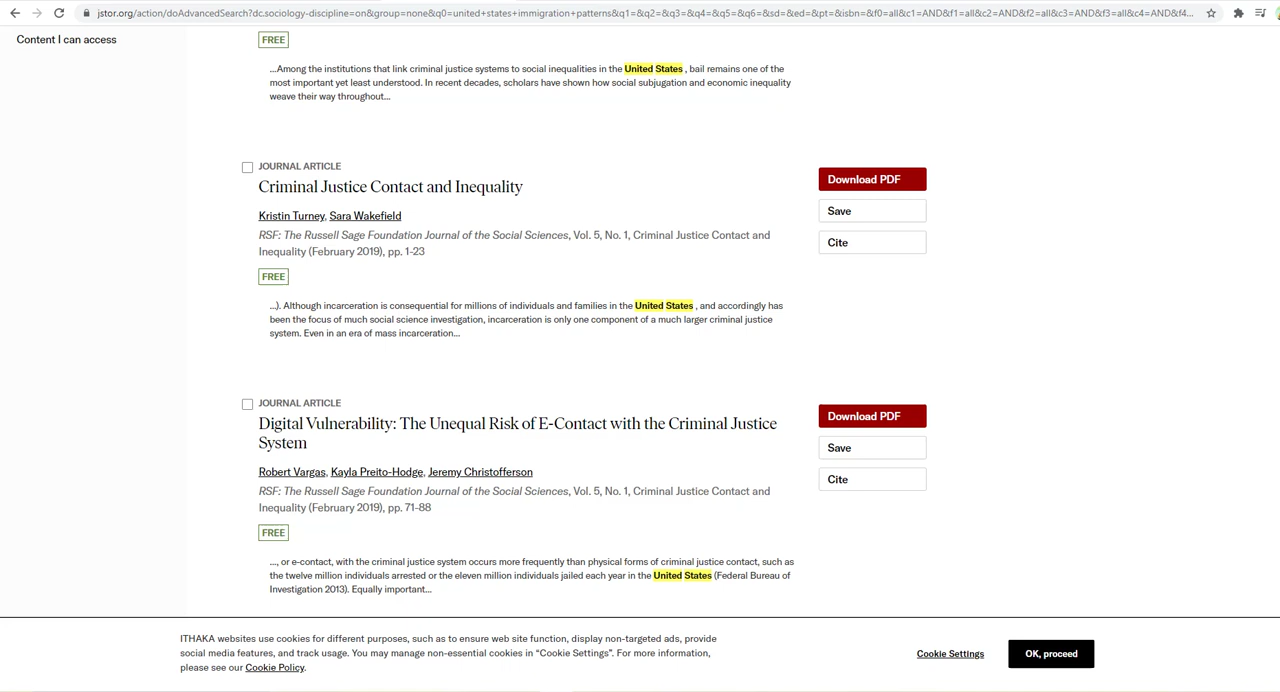 jstor.org/action/doAdvancedSearch?dc.sociology-discipline=on&group=none&q0=united+states+immigration+patterns&q1=&q2=&q3=&q4=&q5=&q6=&sd=&ed=&pt=&isbn=&f0=all&c1=AND&f1=all&c2=AND&f2=all&c3=AND&f3=all&c4=AND&f4...
Content I can access
FREE
...Among the institutions that link criminal justice systems to social inequalities in the United States , bail remains one of the
most important yet least understood. In recent decades, scholars have shown how social subjugation and economic inequality
weave their way throughout...
JOURNAL ARTICLE
Criminal Justice Contact and Inequality
Kristin Turney, Sara Wakefield
RSF: The Russell Sage Foundation Journal of the Social Sciences, Vol. 5, No. 1, Criminal Justice Contact and
Inequality (February 2019), pp. 1-23
FREE
...). Although incarceration is consequential for millions of individuals and families in the United States , and accordingly has
been the focus of much social science investigation, incarceration is only one component of a much larger criminal justice
system. Even in an era of mass incarceration...
Download PDF
Save
Cite
JOURNAL ARTICLE
Digital Vulnerability: The Unequal Risk of E-Contact with the Criminal Justice
System
Robert Vargas, Kayla Preito-Hodge, Jeremy Christofferson
RSF: The Russell Sage Foundation Journal of the Social Sciences, Vol. 5, No. 1, Criminal Justice Contact and
Inequality (February 2019), pp. 71-88
FREE
..., or e-contact, with the criminal justice system occurs more frequently than physical forms of criminal justice contact, such as
the twelve million individuals arrested or the eleven million individuals jailed each year in the United States (Federal Bureau of
Investigation 2013). Equally important...
Download PDF
Save
Cite
ITHAKA websites use cookies for different purposes, such as to ensure web site function, display non-targeted ads, provide
social media features, and track usage. You may manage non-essential cookies in “Cookie Settings”. For more information,
please see our Cookie Policy.
Cookie Settings
OK, proceed